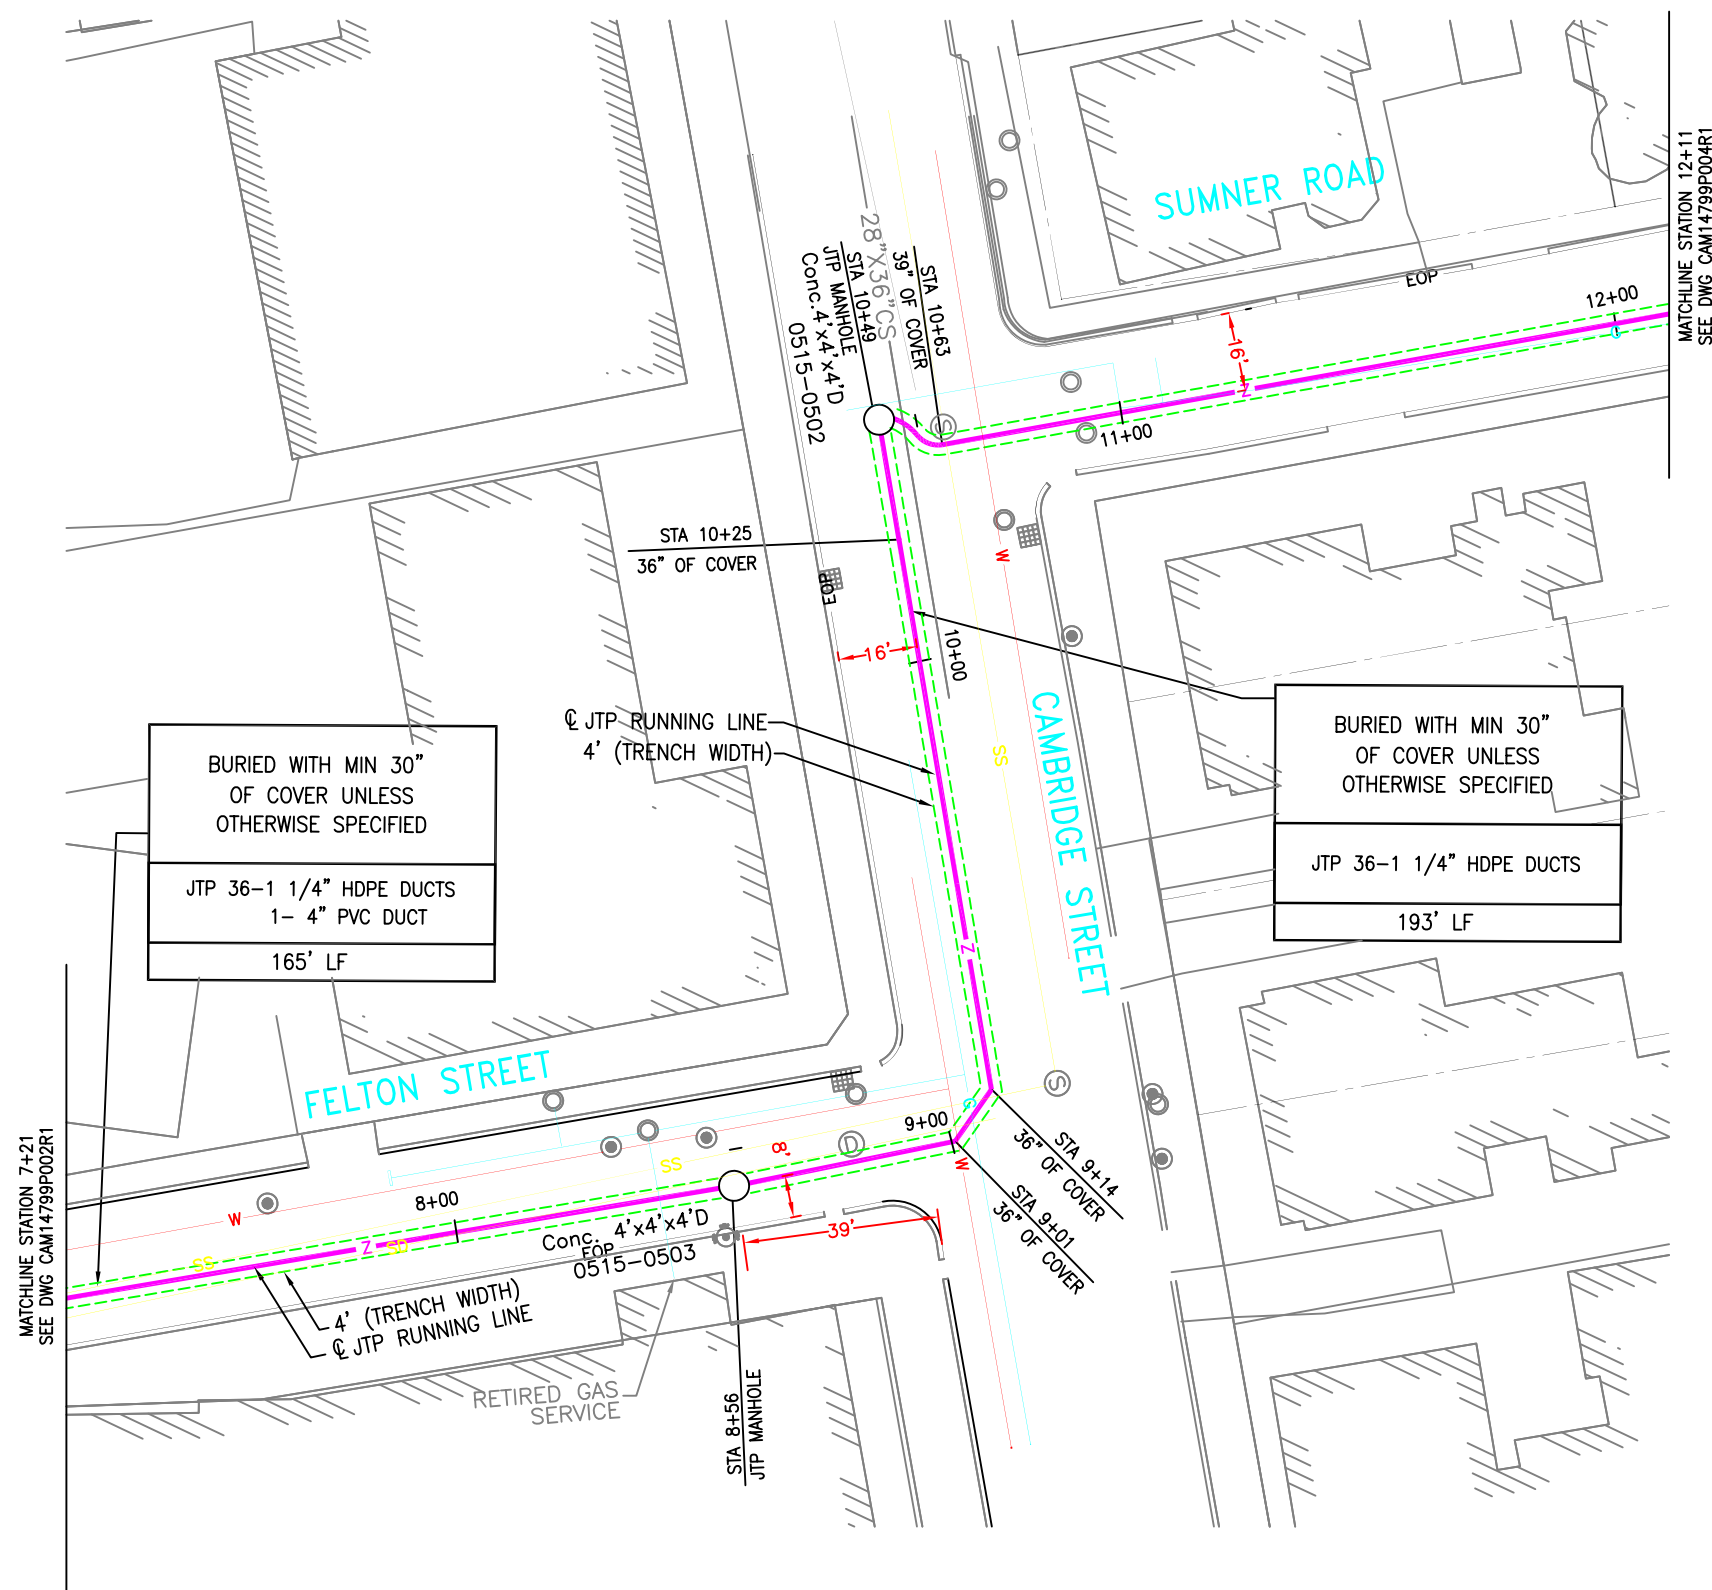 SUMNER ROAD
MATCHLINE STATION 12+11
SEE DWG CAM14799P004R1
EOP
12+00
G
16'
Z
11+00
28"X36"CS
STA 10+63
39" OF COVER
STA 10+49
JTP MANHOLE
Conc.4'x4'x4'D
0515-0502
S
W
STA 10+25
36" OF COVER
EOP
16'
10+00
℄ JTP RUNNING LINE
4' (TRENCH WIDTH)
SS
CAMBRIDGE STREET
BURIED WITH MIN 30"
OF COVER UNLESS
OTHERWISE SPECIFIED
JTP 36-1 1/4" HDPE DUCTS
193' LF
BURIED WITH MIN 30"
OF COVER UNLESS
OTHERWISE SPECIFIED
JTP 36-1 1/4" HDPE DUCTS
1- 4" PVC DUCT
165' LF
Z
FELTON STREET
S
G
9+00
D
8'
W
SS
STA 9+14
36" OF COVER
STA 9+01
36" OF COVER
8+00
W
Z
SD
SS
Conc. 4'x4'x4'D
EOP
0515-0503
39'
4' (TRENCH WIDTH)
℄ JTP RUNNING LINE
RETIRED GAS
SERVICE
STA 8+56
JTP MANHOLE
MATCHLINE STATION 7+21
SEE DWG CAM14799P002R1